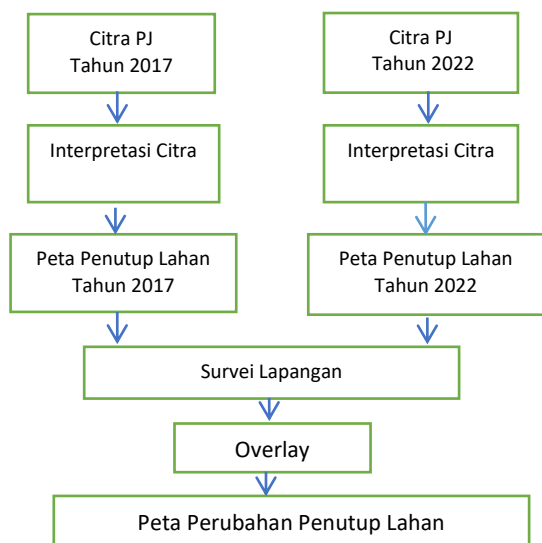 Citra PJ
Tahun 2017
Citra PJ
Tahun 2022
Interpretasi Citra
Interpretasi Citra
Peta Penutup Lahan
Tahun 2017
Peta Penutup Lahan
Tahun 2022
Survei Lapangan
Overlay
Peta Perubahan Penutup Lahan